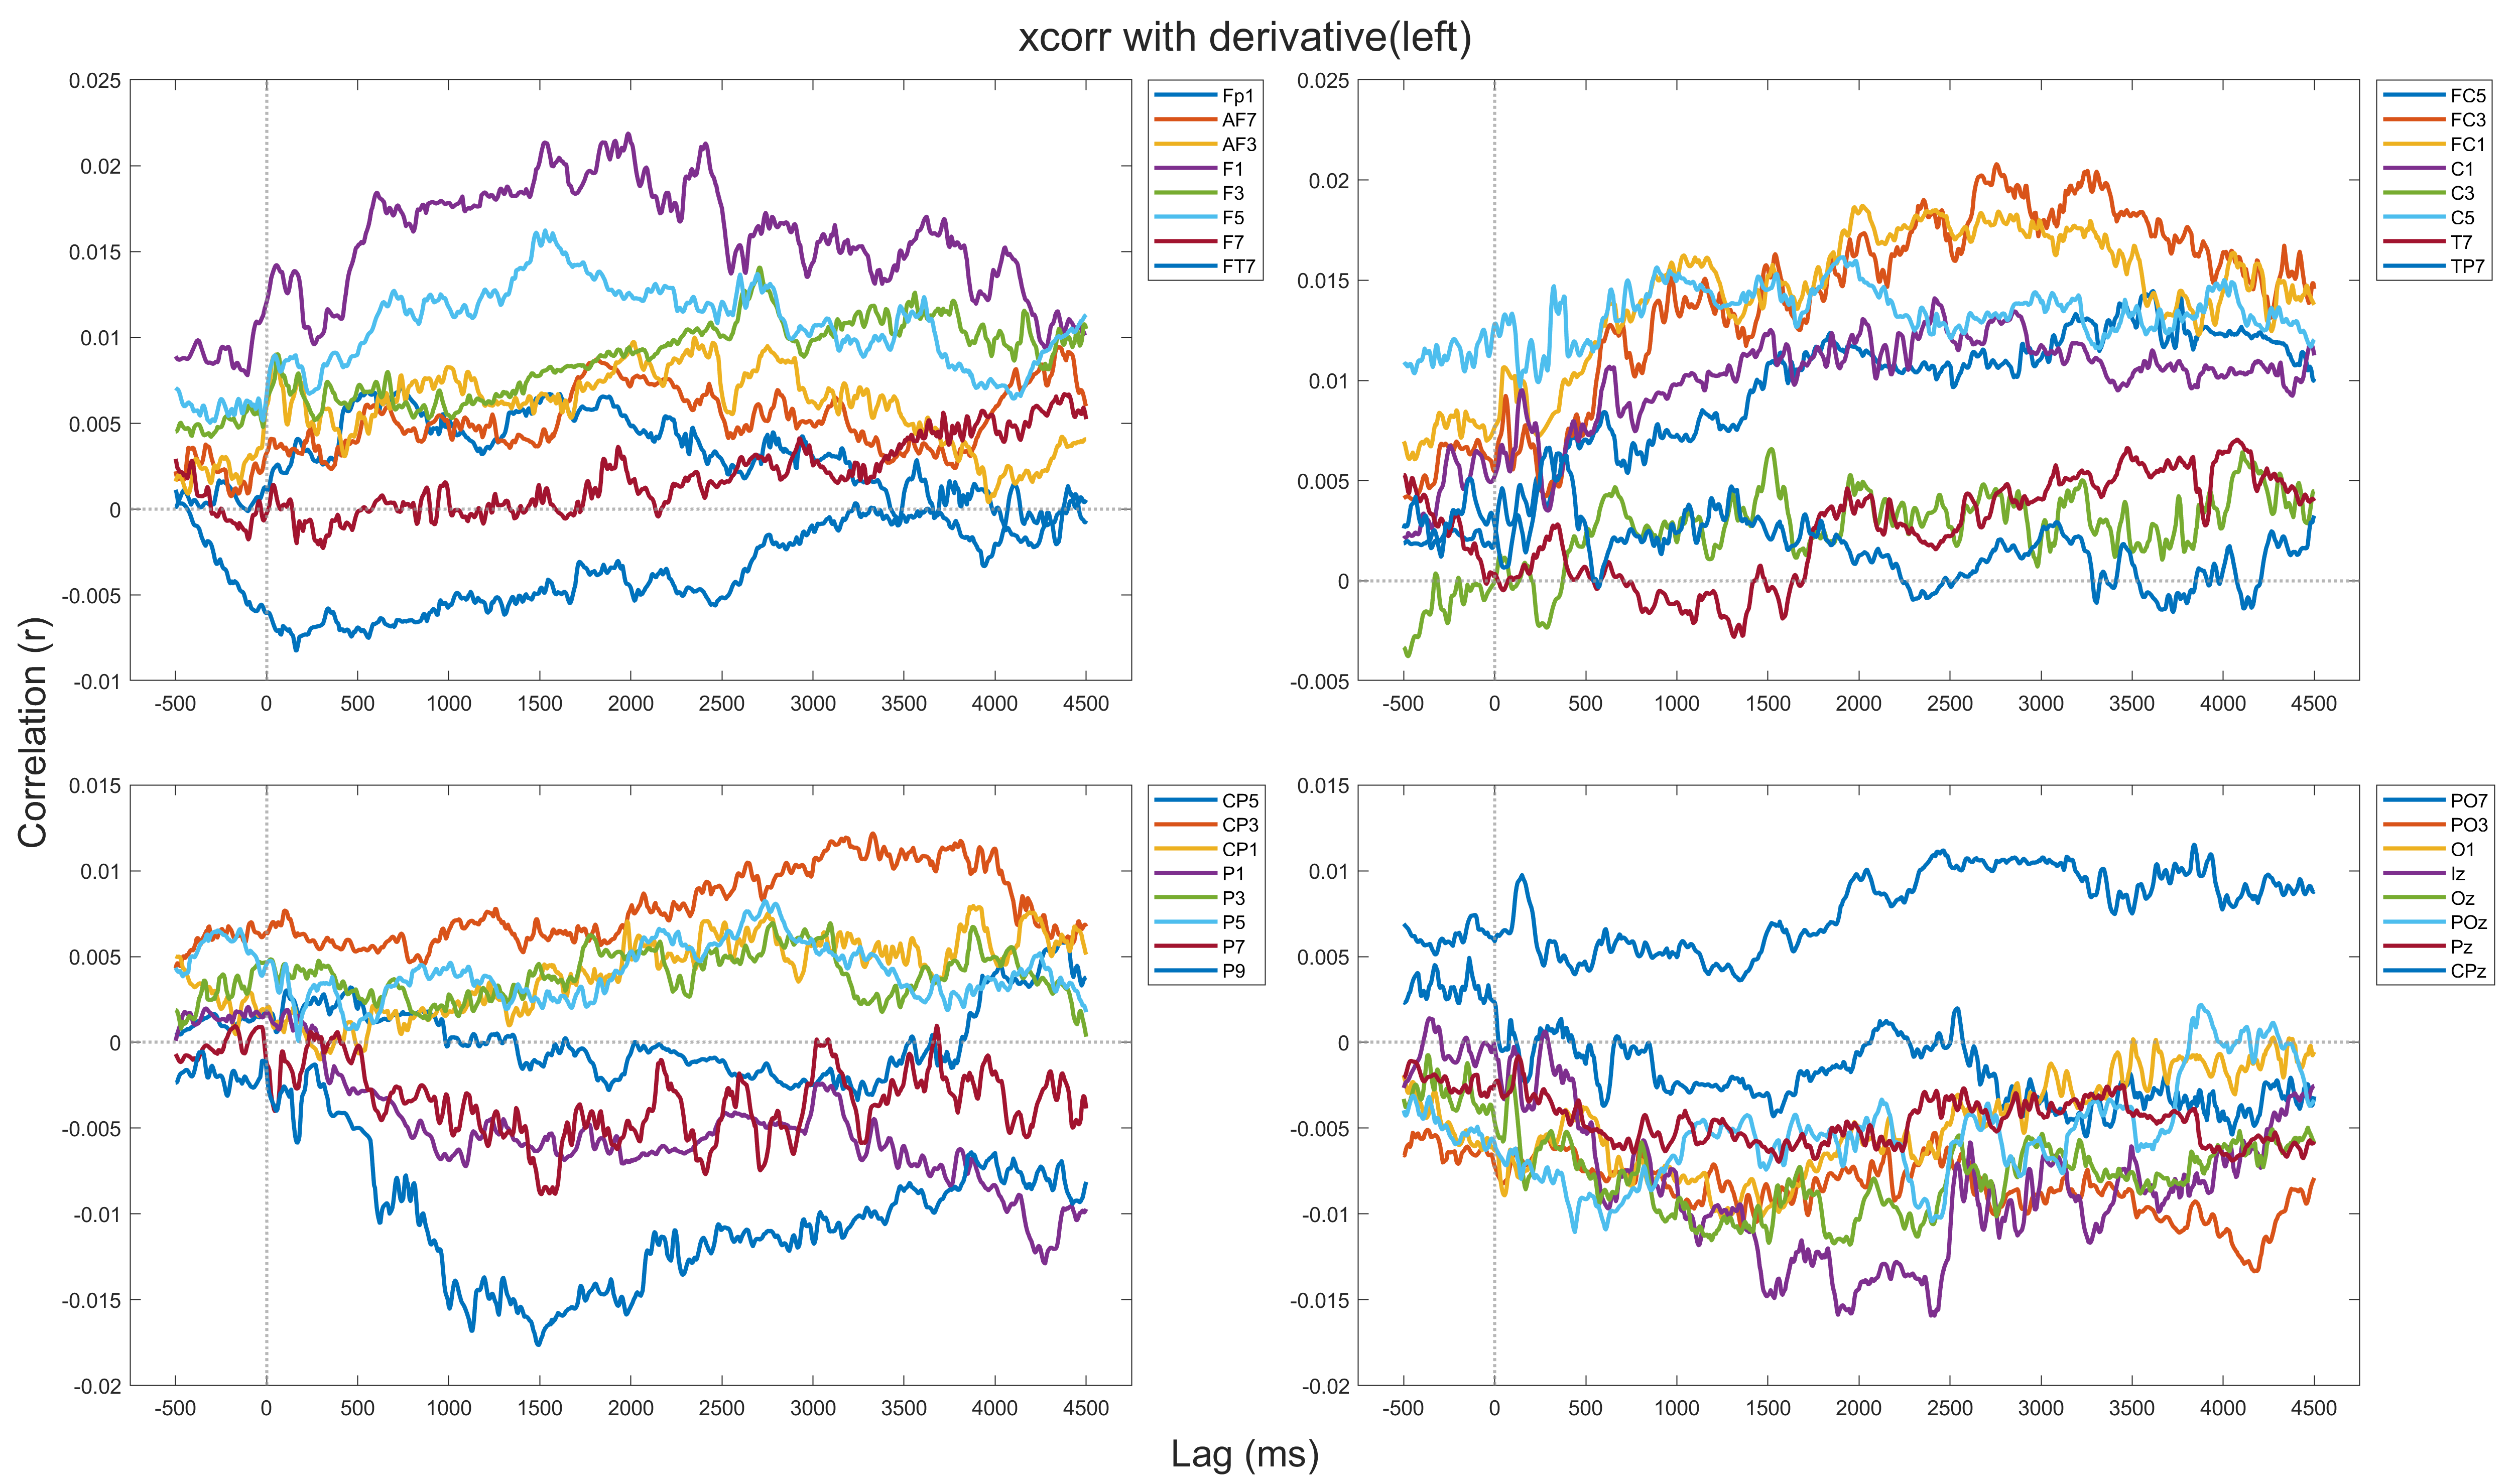 xcorr with derivative(left)
0.025
0.02
0.015
0.01
0.005
0
-0.005
-0.01
-500 0 500 1000 1500 2000 2500 3000 3500 4000 4500
Fp1
AF7
AF3
F1
F3
F5
F7
FT7
0.025
0.02
0.015
0.01
0.005
0
-0.005
-500 0 500 1000 1500 2000 2500 3000 3500 4000 4500
FC5
FC3
FC1
C1
C3
C5
T7
TP7
Correlation (r)
0.015
0.01
0.005
0
-0.005
-0.01
-0.015
-0.02
-500 0 500 1000 1500 2000 2500 3000 3500 4000 4500
CP5
CP3
CP1
P1
P3
P5
P7
P9
0.015
0.01
0.005
0
-0.005
-0.01
-0.015
-0.02
-500 0 500 1000 1500 2000 2500 3000 3500 4000 4500
PO7
PO3
O1
Iz
Oz
POz
Pz
CPz
Lag (ms)